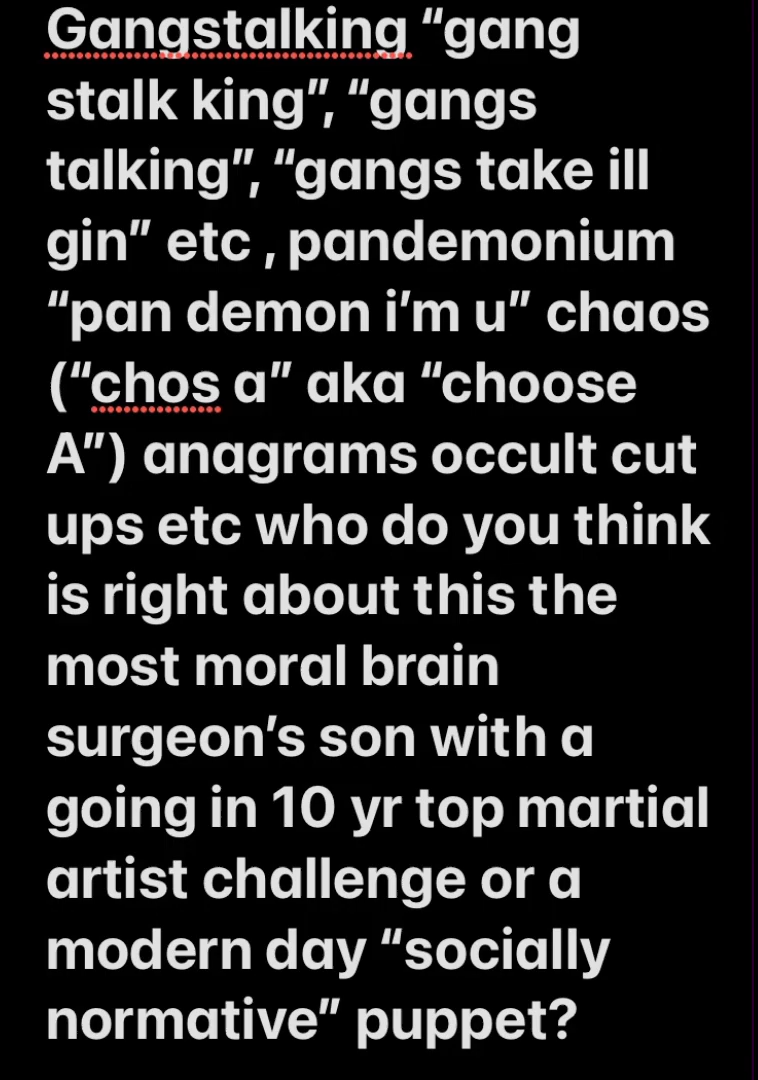 Gangstalking “gang
stalk king”, “gangs
talking”, “gangs take ill
gin” etc , pandemonium
“pan demon i’m u” chaos
(“chos a” aka “choose
A”) anagrams occult cut
ups etc who do you think
is right about this the
most moral brain
surgeon’s son with a
going in 10 yr top martial
artist challenge or a
modern day “socially
normative” puppet?